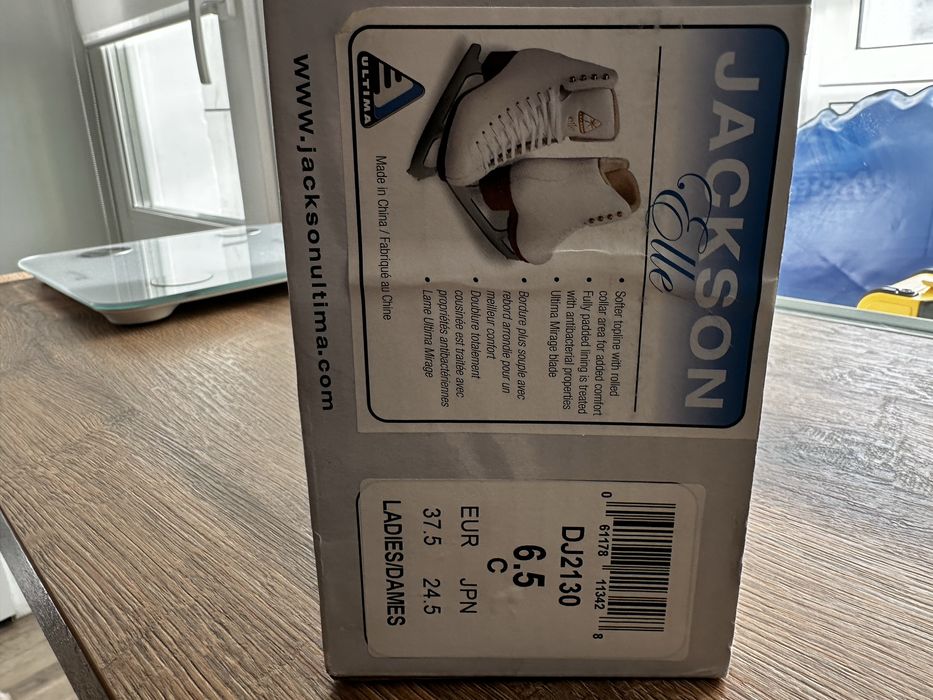 JACKSON
Elle
• Softer topline with rolled
collar area for added comfort
• Fully padded lining is treated
with antibacterial properties
• Ultima Mirage blade
• Bordure plus souple avec
rebord arrondie pour un
meilleur confort
• Doublure totalement
cousinée est traitée avec
propriétés antibactériennes
• Lame Ultima Mirage
ULTIMA
Made in China / Fabriqué au Chine
www.jacksonultima.com
0 61178 11342 8
DJ2130
6.5
C
EUR JPN
37.5 24.5
LADIES/DAMES